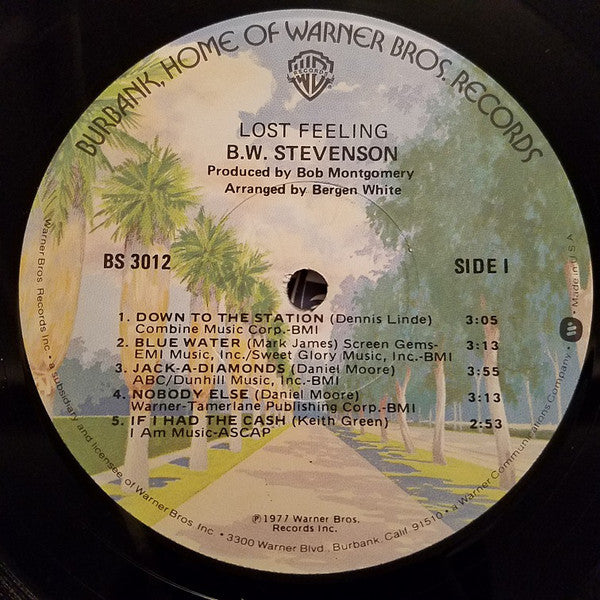 BURBANK, HOME OF WARNER BROS. RECORDS
WB
RECORDS
LOST FEELING
B.W. STEVENSON
Produced by Bob Montgomery
Arranged by Bergen White
BS 3012
SIDE I
1. DOWN TO THE STATION (Dennis Linde) 3:05
Combine Music Corp.-BMI
2. BLUE WATER (Mark James) Screen Gems- 3:13
EMI Music, Inc./Sweet Glory Music, Inc.-BMI
3. JACK-A-DIAMONDS (Daniel Moore) 3:55
ABC/Dunhill Music, Inc.-BMI
4. NOBODY ELSE (Daniel Moore) 3:13
Warner-Tamerlane Publishing Corp.-BMI
5. IF I HAD THE CASH (Keith Green) 2:53
I Am Music-ASCAP
℗1977 Warner Bros.
Records Inc.
Warner Bros. Records Inc. • a subsidiary and licensee of Warner Bros. Inc. • 3300 Warner Blvd., Burbank, Calif. 91510 • a Warner Communications Company • Made in U.S.A.